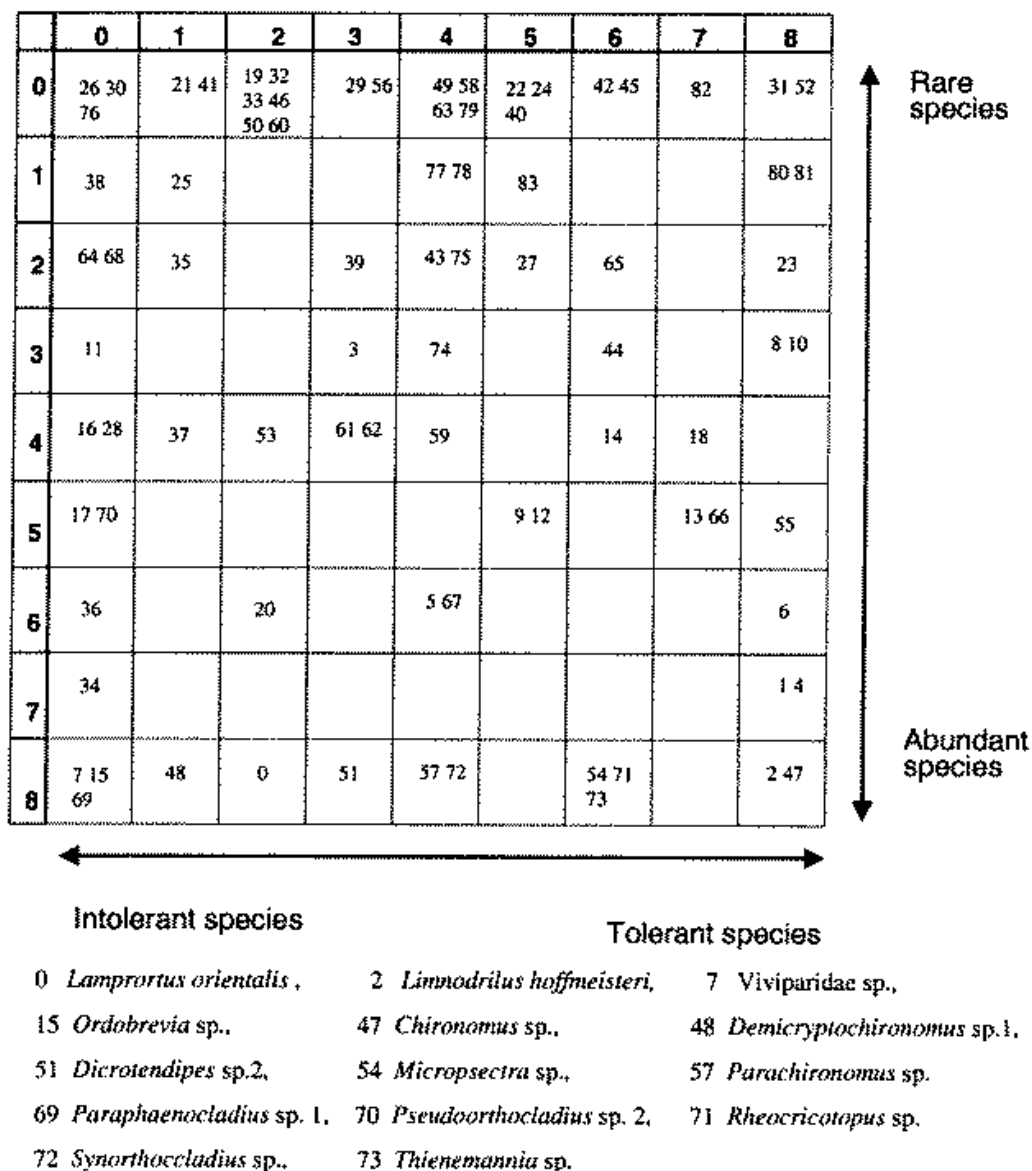 0 1 2 3 4 5 6 7 8
0 26 30 21 41 19 32 29 56 49 58 22 24 42 45 82 31 52
76 33 46 63 79 40
50 60
Rare
species
1 38 25 77 78 83 80 81
2 64 68 35 39 43 75 27 65 23
3 11 3 74 44 8 10
4 16 28 37 53 61 62 59 14 18
5 17 70 9 12 13 66 55
6 36 20 5 67 6
7 34 1 4
Abundant
species
8 7 15 48 0 51 57 72 54 71 2 47
69 73
Intolerant species
Tolerant species
0 Lamprortus orientalis , 2 Limnodrilus hoffmeisteri, 7 Viviparidae sp.,
15 Ordobrevia sp., 47 Chironomus sp., 48 Demicryptochironomus sp.1,
51 Dicrotendipes sp.2, 54 Micropsectra sp., 57 Parachironomus sp.
69 Paraphaenocladius sp. 1, 70 Pseudoorthocladius sp. 2, 71 Rheocricotopus sp.
72 Synorthoccladius sp., 73 Thienemannia sp.